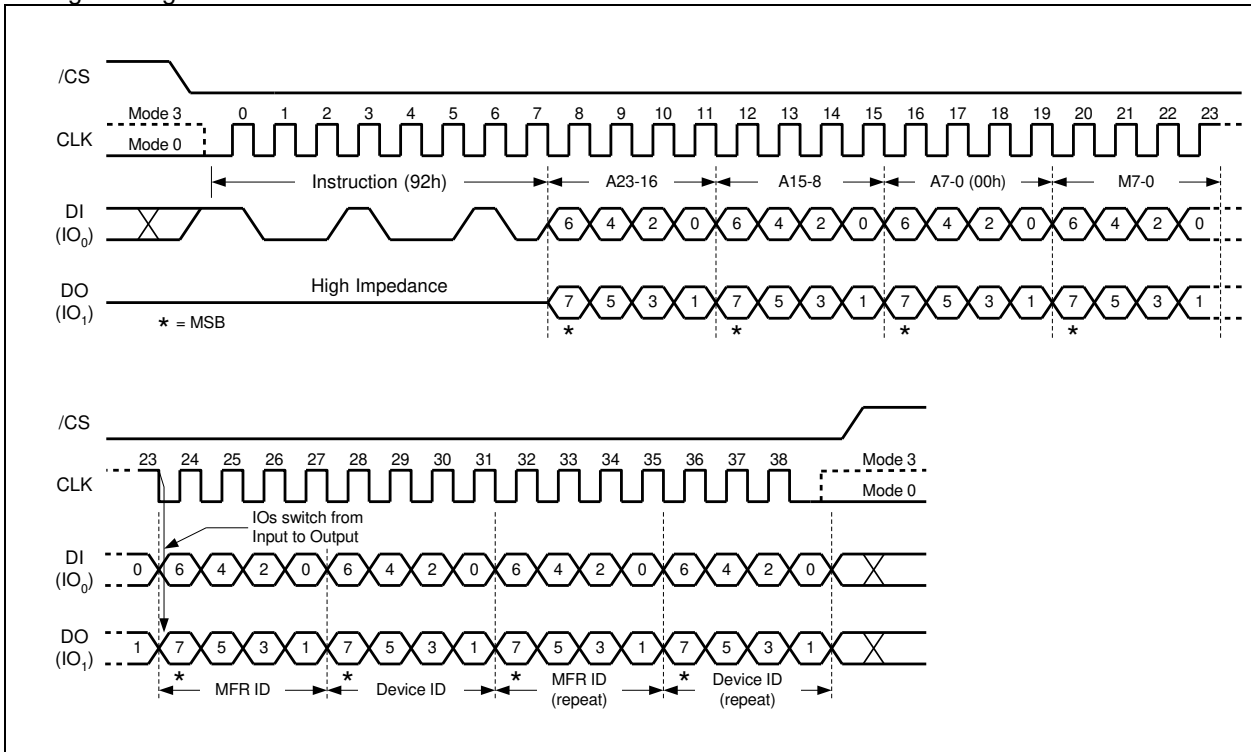 /CS
Mode 3 0 1 2 3 4 5 6 7 8 9 10 11 12 13 14 15 16 17 18 19 20 21 22 23
CLK Mode 0
Instruction (92h) A23-16 A15-8 A7-0 (00h) M7-0
DI
(IO0) 6 4 2 0 6 4 2 0 6 4 2 0 6 4 2 0
High Impedance
DO
(IO1) 7 5 3 1 7 5 3 1 7 5 3 1 7 5 3 1
* = MSB * * * *
/CS
23 24 25 26 27 28 29 30 31 32 33 34 35 36 37 38 Mode 3
CLK Mode 0
IOs switch from
Input to Output
DI
(IO0) 0 6 4 2 0 6 4 2 0 6 4 2 0 6 4 2 0
DO
(IO1) 1 7 5 3 1 7 5 3 1 7 5 3 1 7 5 3 1
* * * *
MFR ID Device ID MFR ID
(repeat) Device ID
(repeat)